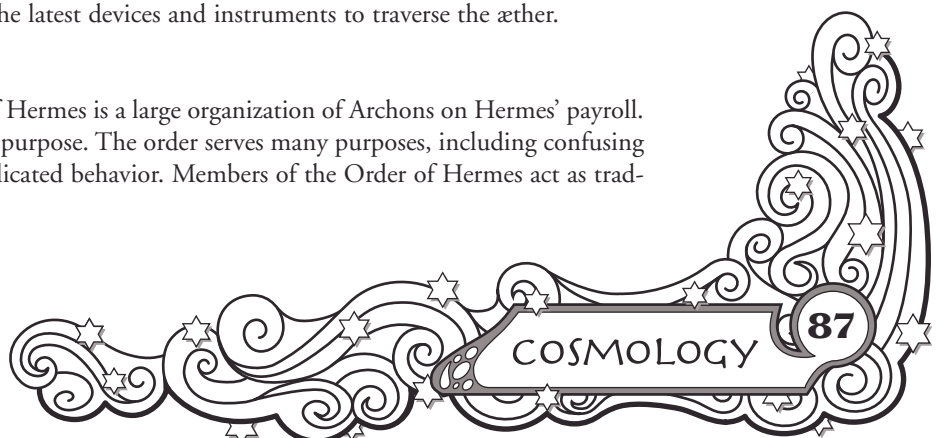 he latest devices and instruments to traverse the æther.
f Hermes is a large organization of Archons on Hermes’ payroll.
purpose. The order serves many purposes, including confusing
licated behavior. Members of the Order of Hermes act as trad-
COSMOLOGY
87